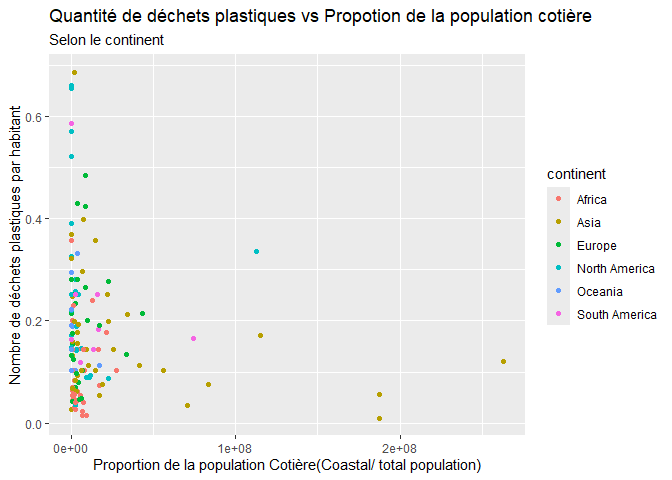 Quantité de déchets plastiques vs Propotion de la population cotière
Selon le continent
Nombre de déchets plastiques par habitant
0.6
0.4
0.2
0.0
0e+00
1e+08
2e+08
Proportion de la population Cotière(Coastal/ total population)
continent
Africa
Asia
Europe
North America
Oceania
South America